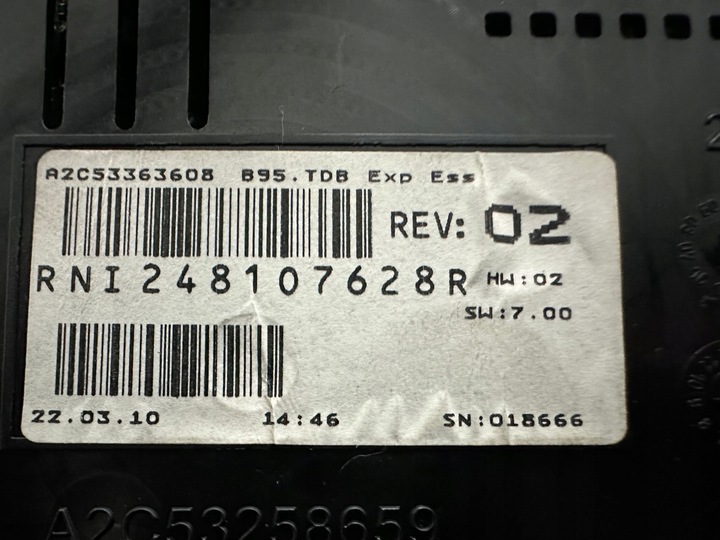 A2C53363608 B95.TDB Exp Ess
REV: 02
RNI248107628R HW:02
SW:7.00
22.03.10 14:46 SN:018666
A2C53258659